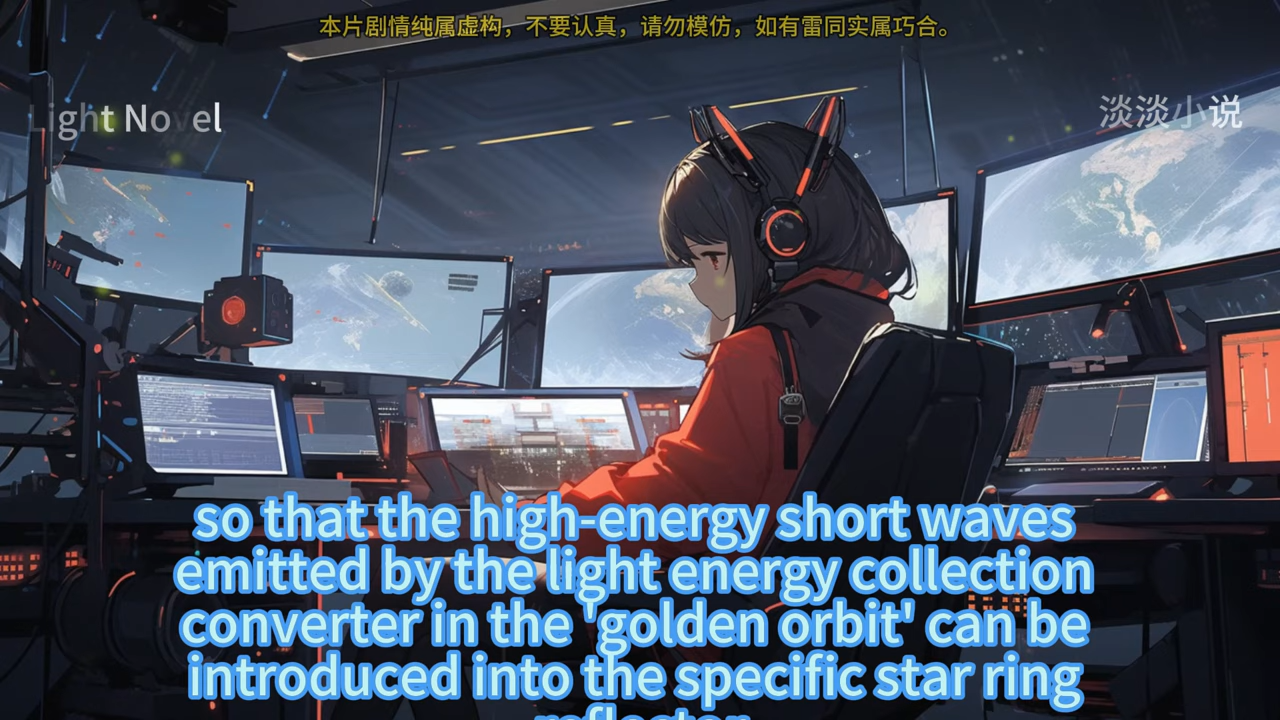 本片剧情纯属虚构，不要认真，请勿模仿，如有雷同实属巧合。
Light Novel
淡淡小说
so that the high-energy short waves
emitted by the light energy collection
converter in the 'golden orbit' can be
introduced into the specific star ring
reflector